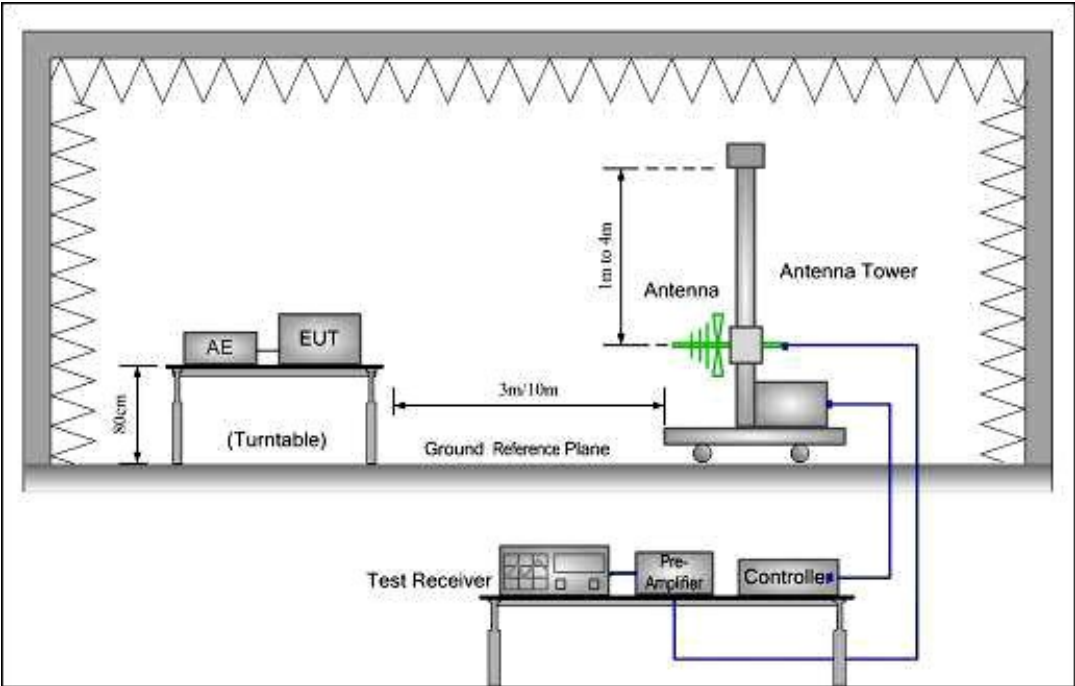 1m to 4m
Antenna
Antenna Tower
AE
EUT
80cm
3m/10m
(Turntable)
Ground Reference Plane
Test Receiver
Pre-
Amplifier
Controller